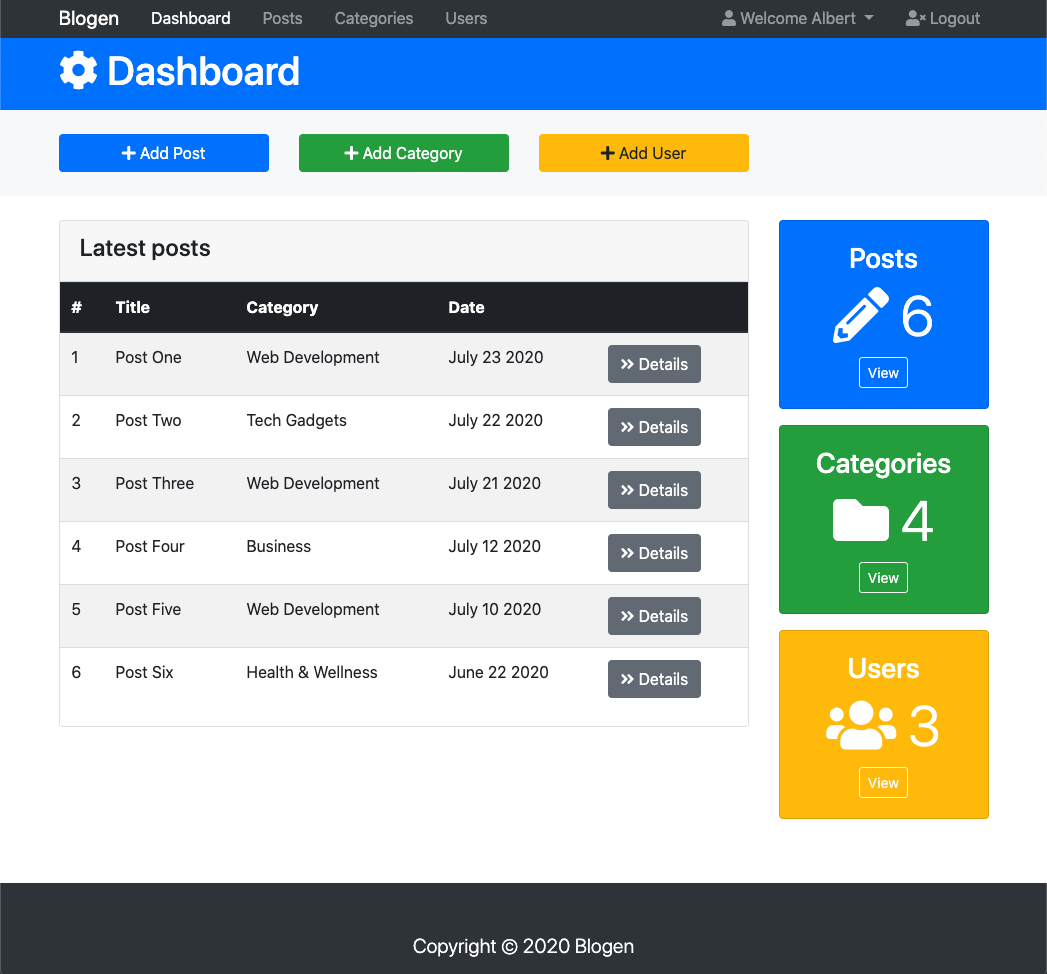 Blogen Dashboard Posts Categories Users Welcome Albert Logout
Dashboard
Add Post Add Category Add User
Latest posts
# Title Category Date
1 Post One Web Development July 23 2020 Details
2 Post Two Tech Gadgets July 22 2020 Details
3 Post Three Web Development July 21 2020 Details
4 Post Four Business July 12 2020 Details
5 Post Five Web Development July 10 2020 Details
6 Post Six Health & Wellness June 22 2020 Details
Posts
6
View
Categories
4
View
Users
3
View
Copyright © 2020 Blogen